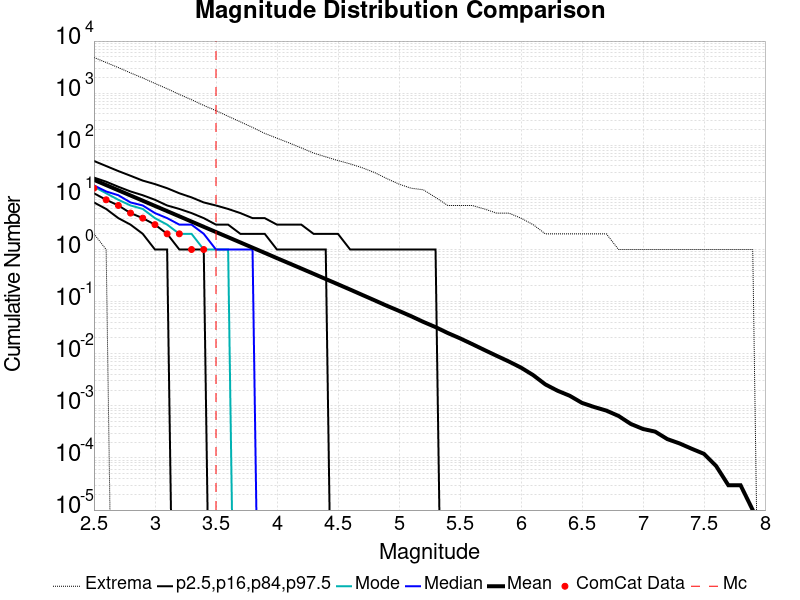 Magnitude Distribution Comparison
Cumulative Number
10^4
10^3
10^2
10^1
10^0
10^-1
10^-2
10^-3
10^-4
10^-5
2.5 3 3.5 4 4.5 5 5.5 6 6.5 7 7.5 8
Magnitude
Extrema p2.5,p16,p84,p97.5 Mode Median Mean ComCat Data Mc